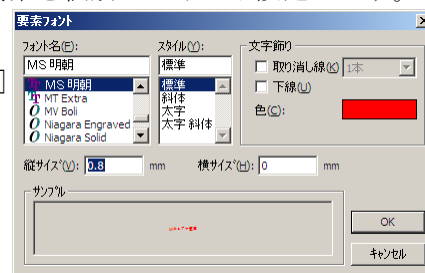 要素フォント
フォント名(F):
MS 明朝
MS 明朝
MT Extra
MV Boli
Niagara Engraved
Niagara Solid
スタイル(Y):
標準
標準
斜体
太字
太字 斜体
文字飾り
取り消し線(K) 1本
下線(U)
色(C):
縦サイズ(V): 0.8 mm 横サイズ(H): 0 mm
サンプル
OK
キャンセル